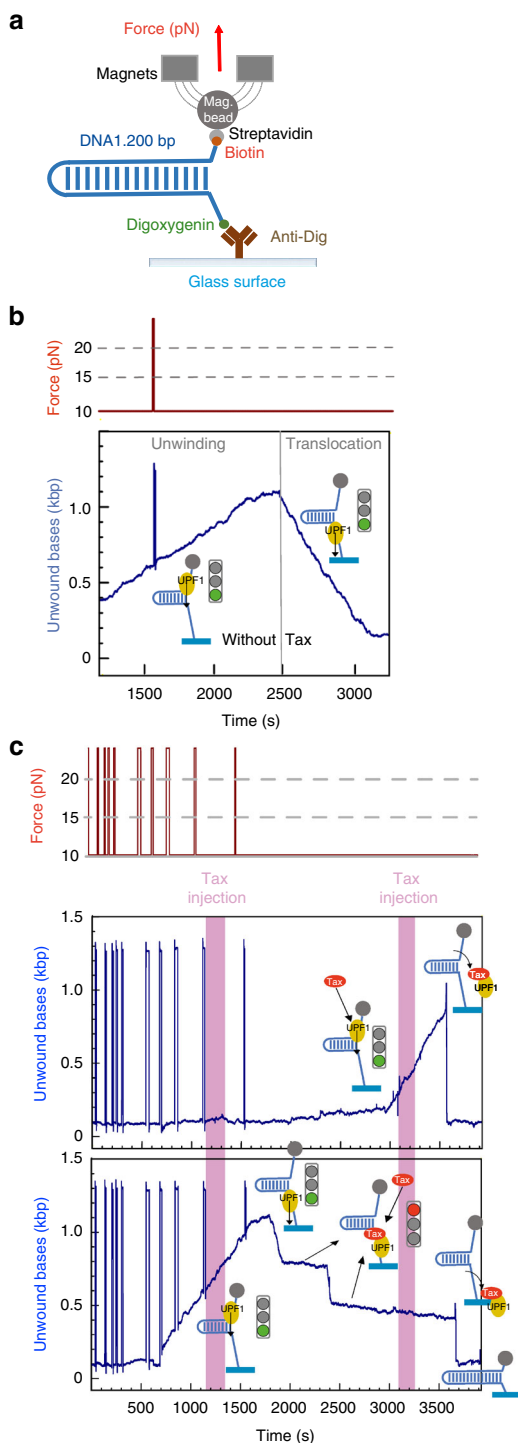 a
Force (pN)
Magnets
Mag.
bead
Streptavidin
DNA1.200 bp
Biotin
Digoxygenin
Anti-Dig
Glass surface
b
Force (pN)
20
15
10
Unwound bases (kbp)
Unwinding
Translocation
1.0
0.5
0
UPF1
UPF1
Without Tax
1500
2000
2500
3000
Time (s)
c
Force (pN)
20
15
10
Tax
injection
Tax
injection
Unwound bases (kbp)
1.5
1.0
0.5
0
Tax
UPF1
Tax
UPF1
Unwound bases (kbp)
1.5
1.0
0.5
0
UPF1
UPF1
Tax
Tax
UPF1
Tax
UPF1
500
1000
1500
2000
2500
3000
3500
Time (s)